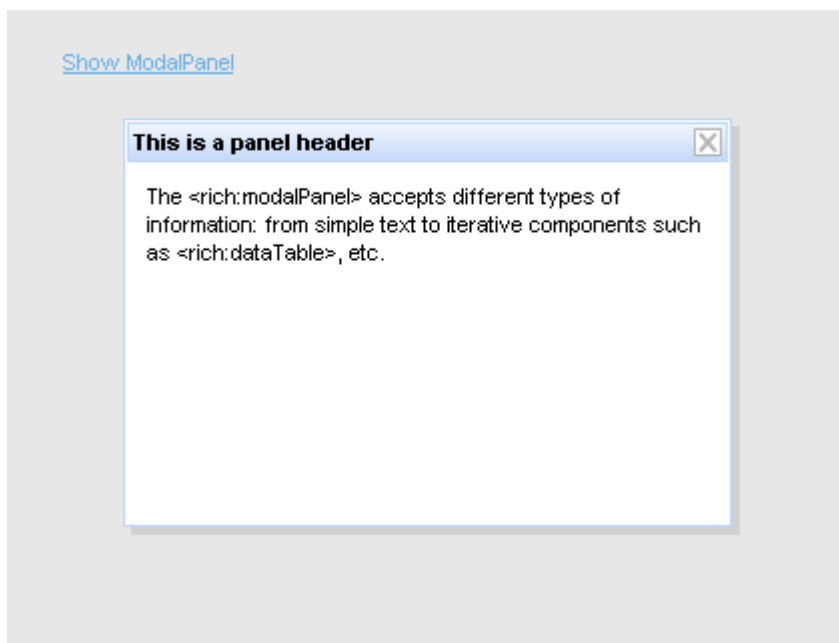 Show ModalPanel
This is a panel header
The <rich:modalPanel> accepts different types of
information: from simple text to iterative components such
as <rich:dataTable>, etc.